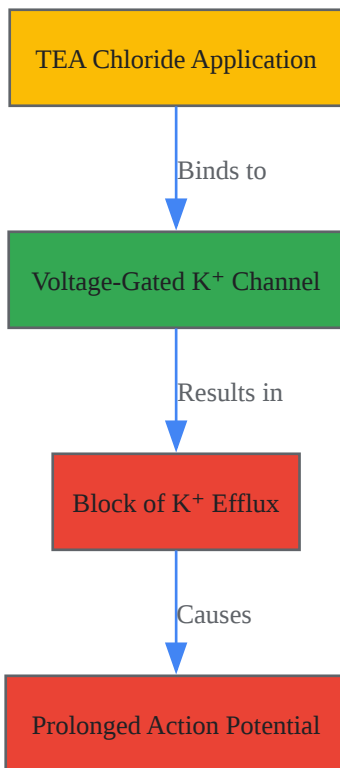 TEA Chloride Application
Binds to
Voltage-Gated K⁺ Channel
Results in
Block of K⁺ Efflux
Causes
Prolonged Action Potential